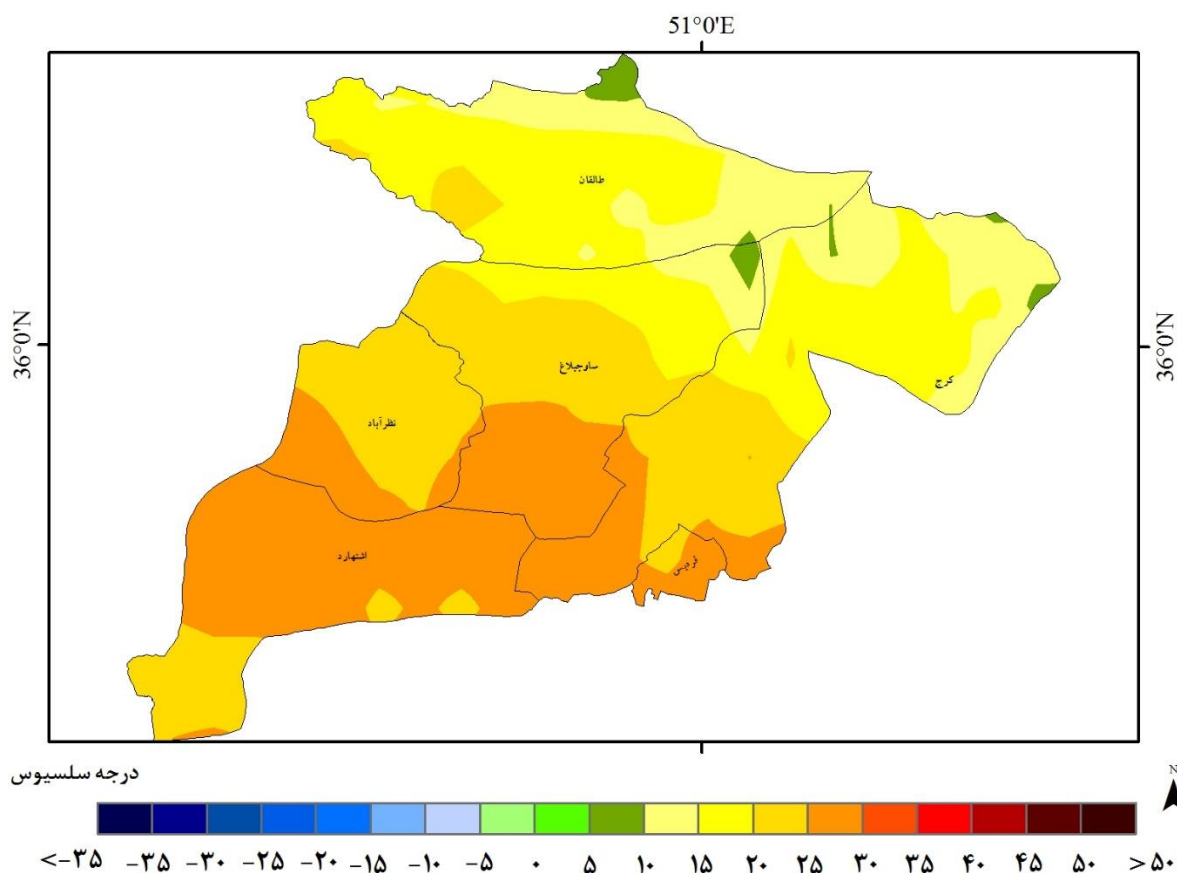 51°0'E
36°0'N
36°0'N
طالقان
ساوجبلاغ
کرج
نظرآباد
اشتهارد
فردیس
درجه سلسیوس
N
<-۳۵ -۳۵ -۳۰ -۲۵ -۲۰ -۱۵ -۱۰ -۵ ۰ ۵ ۱۰ ۱۵ ۲۰ ۲۵ ۳۰ ۳۵ ۴۰ ۴۵ ۵۰ >۵۰